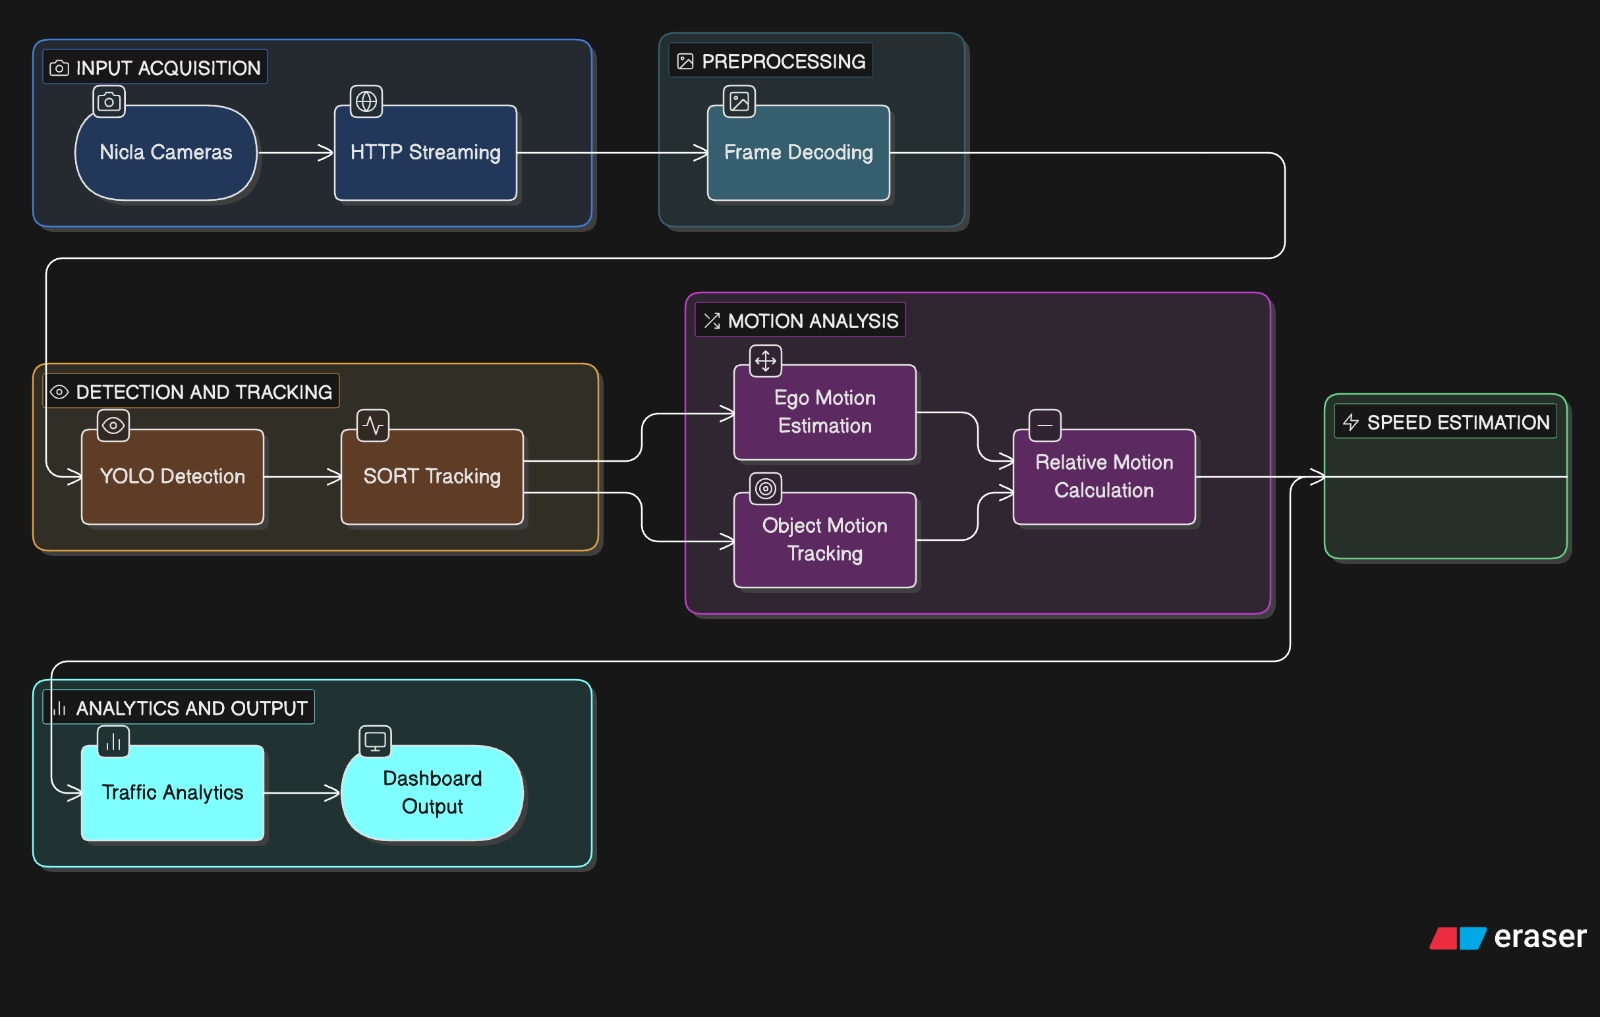 INPUT ACQUISITION
Nicla Cameras
HTTP Streaming
PREPROCESSING
Frame Decoding
DETECTION AND TRACKING
YOLO Detection
SORT Tracking
MOTION ANALYSIS
Ego Motion
Estimation
Object Motion
Tracking
Relative Motion
Calculation
SPEED ESTIMATION
ANALYTICS AND OUTPUT
Traffic Analytics
Dashboard
Output
eraser